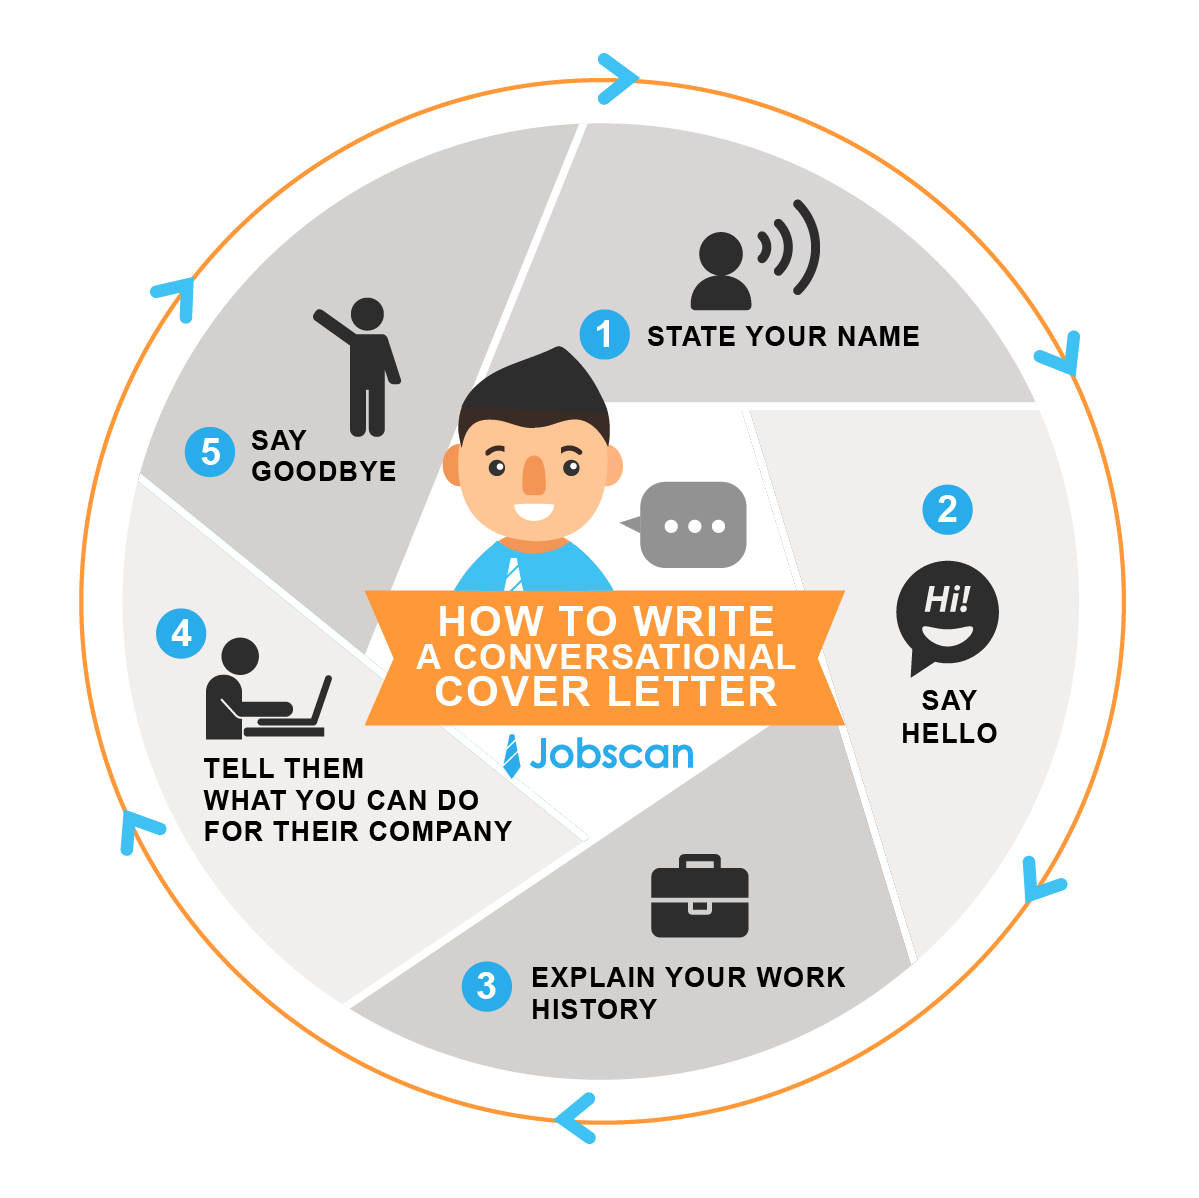 HOW TO WRITE
A CONVERSATIONAL
COVER LETTER
Jobscan
1
STATE YOUR NAME
2
Hi!
SAY
HELLO
3
EXPLAIN YOUR WORK
HISTORY
4
TELL THEM
WHAT YOU CAN DO
FOR THEIR COMPANY
5
SAY
GOODBYE